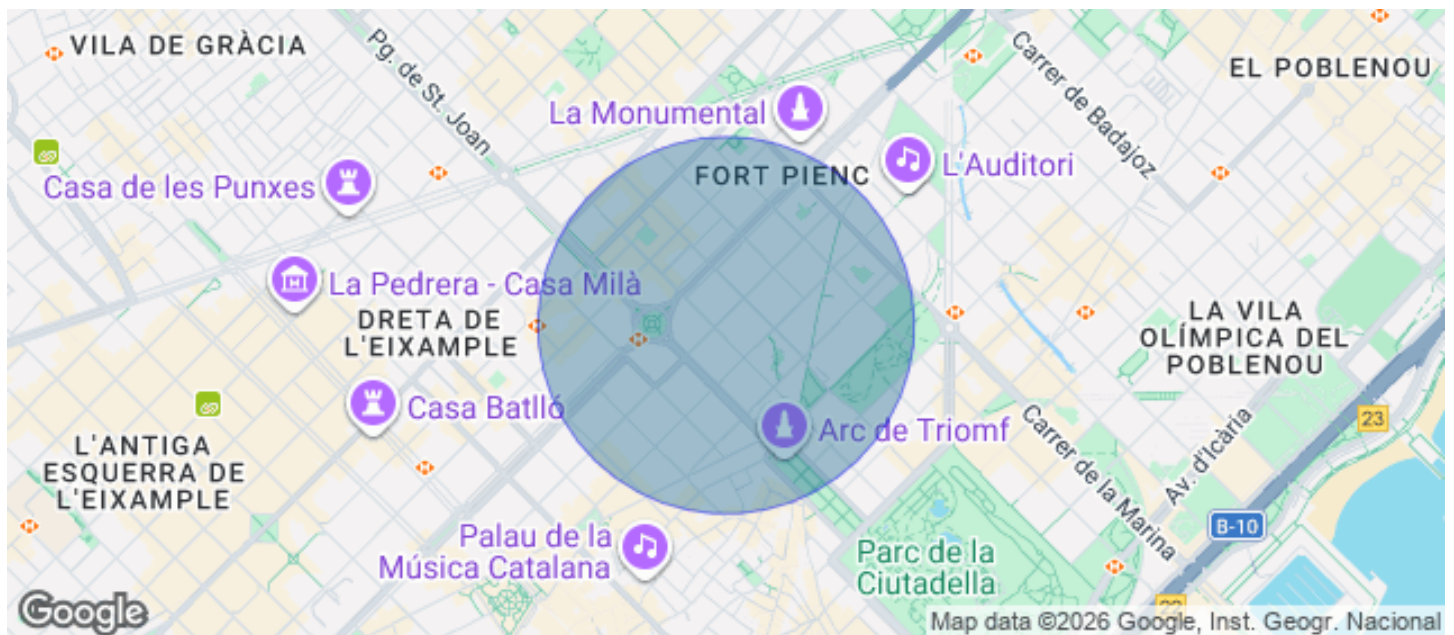 VILA DE GRÀCIA
Pg. de St. Joan
Carrer de Badajoz
EL POBLENOU
La Monumental
FORT PIENC
L'Auditori
Casa de les Punxes
La Pedrera - Casa Milà
DRETA DE
L'EIXAMPLE
LA VILA
OLÍMPICA DEL
POBLENOU
Casa Batlló
Arc de Triomf
23
L'ANTIGA
ESQUERRA DE
L'EIXAMPLE
Carrer de la Marina
Av. d'Icària
B-10
Palau de la
Música Catalana
Parc de la
Ciutadella
22
Google
Map data ©2026 Google, Inst. Geogr. Nacional